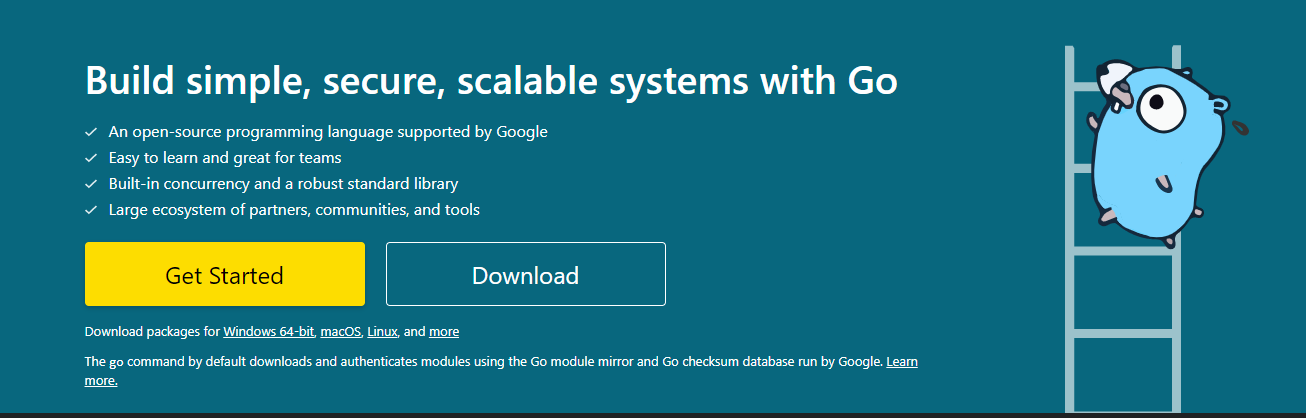 Build simple, secure, scalable systems with Go
An open-source programming language supported by Google
Easy to learn and great for teams
Built-in concurrency and a robust standard library
Large ecosystem of partners, communities, and tools
Get Started
Download
Download packages for Windows 64-bit, macOS, Linux, and more
The go command by default downloads and authenticates modules using the Go module mirror and Go checksum database run by Google. Learn
more.